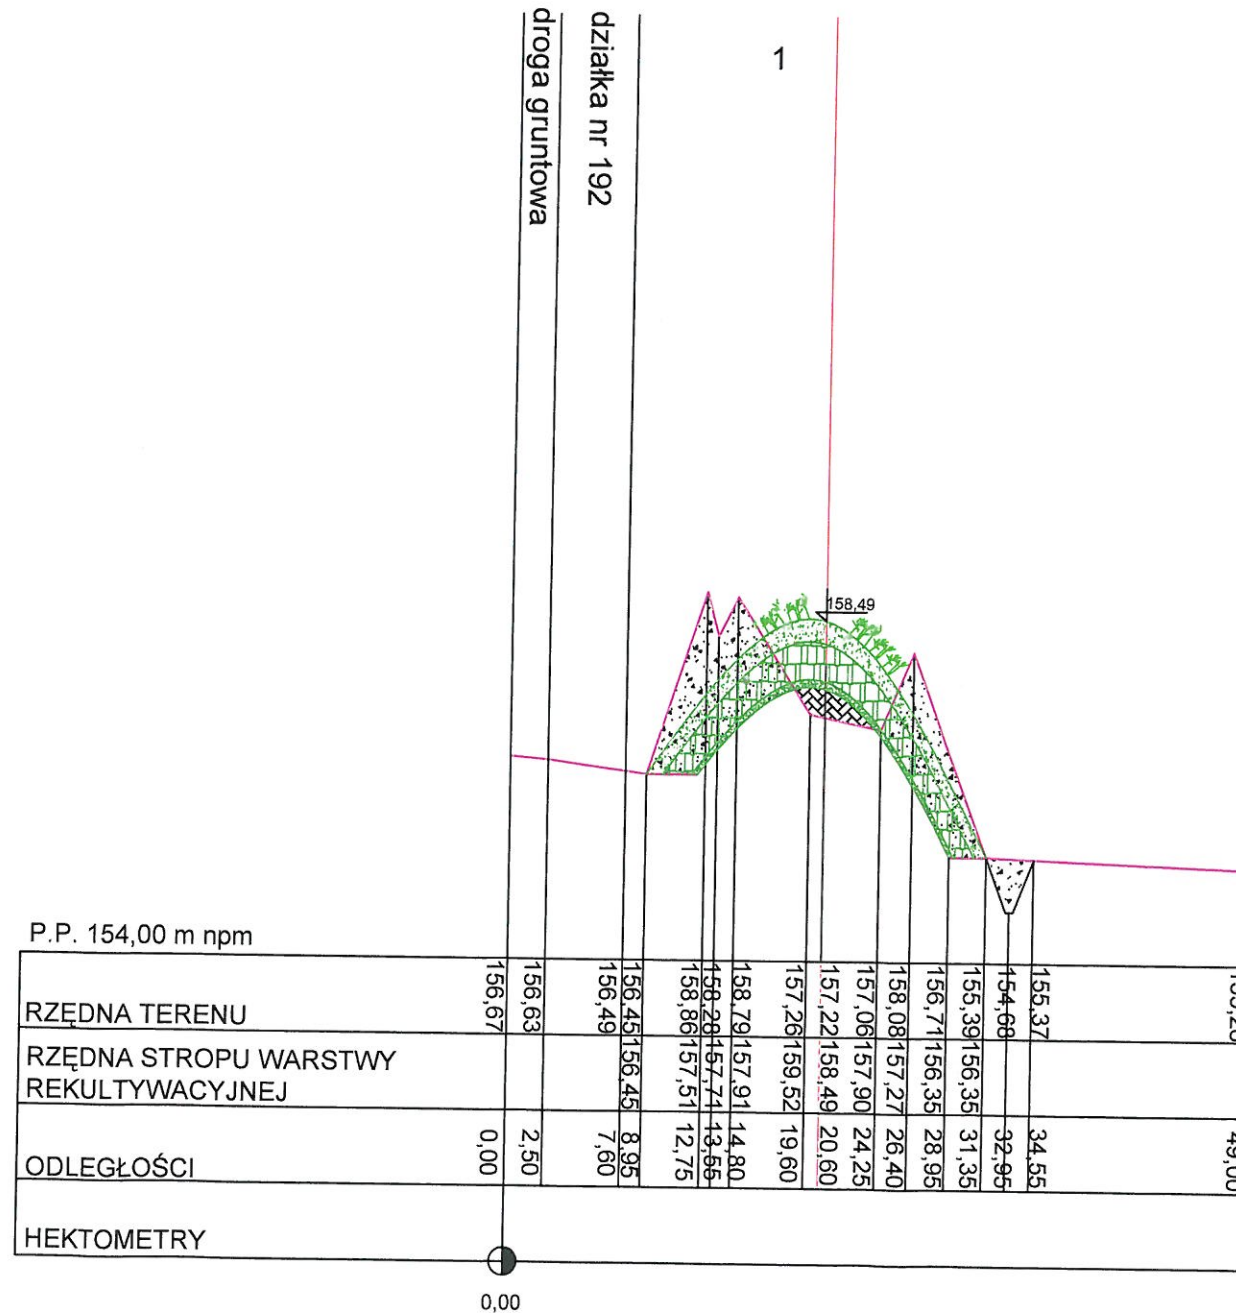 droga gruntowa
działka nr 192
1
158,49
P.P. 154,00 m npm
RZĘDNA TERENU
156,67 156,63 156,49 156,45 158,86 158,28 158,79 157,26 157,22 157,06 158,08 156,71 155,39 154,68 155,37
RZĘDNA STROPU WARSTWY
REKULTYWACYJNEJ
156,45 157,51 157,71 157,91 159,52 158,49 157,90 157,27 156,35 156,35
ODLEGŁOŚCI
0,00 2,50 7,60 8,95 12,75 13,55 14,80 19,60 20,60 24,25 26,40 28,95 31,35 32,95 34,55 49,00
HEKTOMETRY
0,00